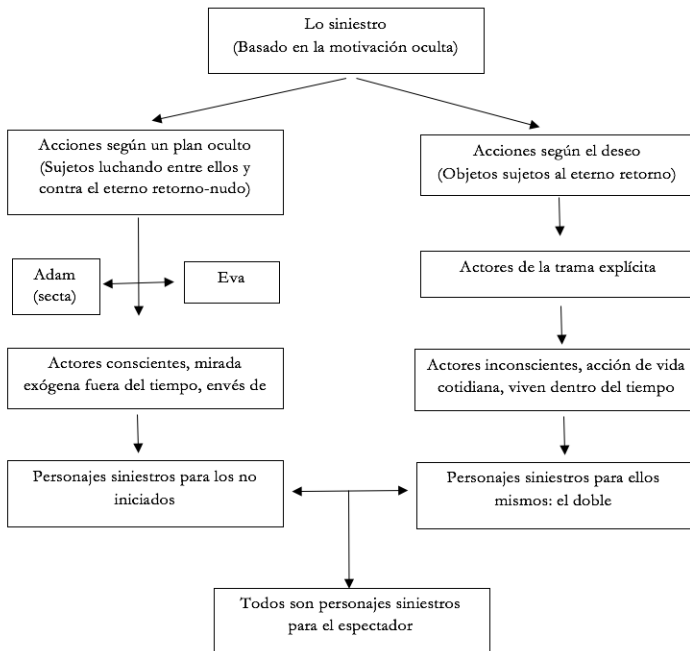 Lo siniestro
(Basado en la motivación oculta)
Acciones según un plan oculto
(Sujetos luchando entre ellos y
contra el eterno retorno-nudo)
Acciones según el deseo
(Objetos sujetos al eterno retorno)
Adam
(secta)
Eva
Actores de la trama explícita
Actores conscientes, mirada
exógena fuera del tiempo, envés de
Actores inconscientes, acción de vida
cotidiana, viven dentro del tiempo
Personajes siniestros para los no
iniciados
Personajes siniestros para ellos
mismos: el doble
Todos son personajes siniestros
para el espectador